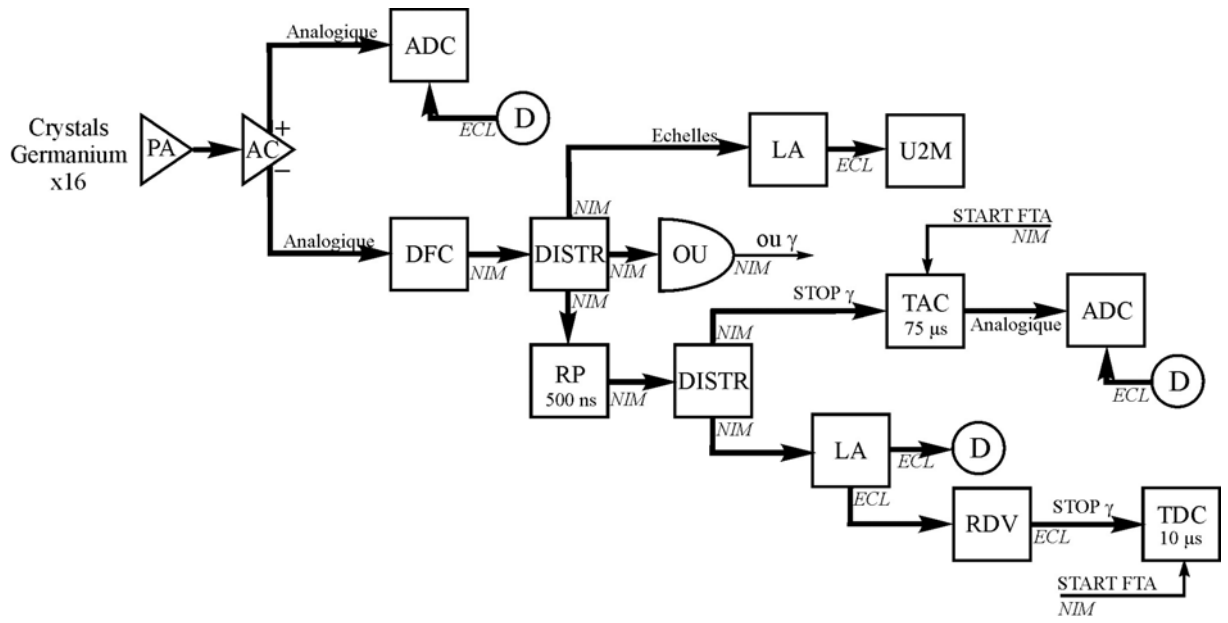 Analogique
ADC
ECL
D
Crystals
Germanium
x16
PA
AC
+
−
Echelles
LA
ECL
U2M
NIM
Analogique
DFC
NIM
DISTR
NIM
OU
ou γ
NIM
NIM
START FTA
NIM
STOP γ
TAC
75 μs
Analogique
ADC
ECL
D
RP
500 ns
NIM
DISTR
NIM
NIM
LA
ECL
D
ECL
RDV
STOP γ
ECL
TDC
10 μs
START FTA
NIM